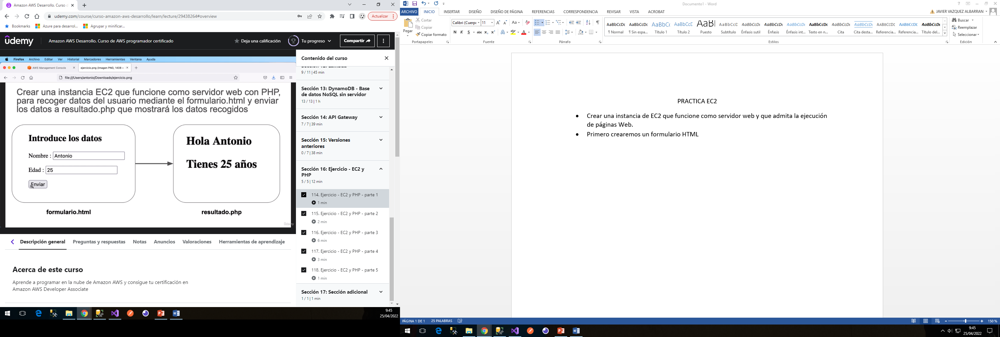 Amazon AWS Desarrollo. Curso d
udemy.com/course/curso-amazon-aws-desarrollo/learn/lecture/29438264#overview
Actualizar
Bookmarks
Azure para desarrol...
Agrupar y minificar...
udemy
Amazon AWS Desarrollo. Curso de AWS programador certificado
Deja una calificación
Tu progreso
Compartir
Firefox Archivo Editar Ver Historial Marcadores Herramientas Ventana Ayuda
AWS Management Console
ejercicio.png (Imagen PNG, 1408 ×
file:///Users/antonio/Downloads/ejercicio.png
Crear una instancia EC2 que funcione como servidor web con PHP,
para recoger datos del usuario mediante el formulario.html y enviar
los datos a resultado.php que mostrará los datos recogidos
Introduce los datos
Nombre : Antonio
Edad : 25
Enviar
formulario.html
Hola Antonio
Tienes 25 años
resultado.php
Udemy
Contenido del curso
Sección 12: Lambda
9 / 11 | 45 min
Sección 13: DynamoDB - Base
de datos NoSQL sin servidor
13 / 13 | 1 h
Sección 14: API Gateway
7 / 7 | 39 min
Sección 15: Versiones
anteriores
0 / 7 | 38 min
Sección 16: Ejercicio - EC2 y
PHP
5 / 5 | 12 min
114. Ejercicio - EC2 y PHP - parte 1
1 min
115. Ejercicio - EC2 y PHP - parte 2
2 min
116. Ejercicio - EC2 y PHP - parte 3
6 min
117. Ejercicio - EC2 y PHP - parte 4
3 min
118. Ejercicio - EC2 y PHP - parte 5
1 min
Sección 17: Sección adicional
1 / 1 | 1 min
Descripción general
Preguntas y respuestas
Notas
Anuncios
Valoraciones
Herramientas de aprendizaje
Acerca de este curso
Aprende a programar en la nube de Amazon AWS y consigue tu certificación en
Amazon AWS Developer Associate
9:45
25/04/2022
Documento1 - Word
ARCHIVO INICIO INSERTAR DISEÑO DISEÑO DE PÁGINA REFERENCIAS CORRESPONDENCIA REVISAR VISTA ACROBAT
JAVIER VAZQUEZ ALBARRAN
Pegar
Cortar
Copiar
Copiar formato
Portapapeles
Calibri (Cuerpo 11
N K S abc x₂ x²
Fuente
Párrafo
AaBbCcDc AaBbCcDc AaBbCc AaBbCcC AaBl AaBbCcD AaBbCcDc AaBbCcDc AaBbCcDc AaBbCcDc AaBbCcDc AaBbCcDc AaBbCcDc AaBbCcDc AaBbCcDc
¶ Normal
¶ Sin espa...
Título 1
Título 2
Puesto
Subtítulo
Énfasis sutil
Énfasis
Énfasis int...
Texto en n...
Cita
Cita desta...
Referencia...
Referencia...
Título del...
Estilos
Buscar
Reemplazar
Seleccionar
Edición
PRACTICA EC2
• Crear una instancia de EC2 que funcione como servidor web y que admita la ejecución
de páginas Web.
• Primero crearemos un formulario HTML
PÁGINA 1 DE 1
25 PALABRAS
150 %
9:45
25/04/2022